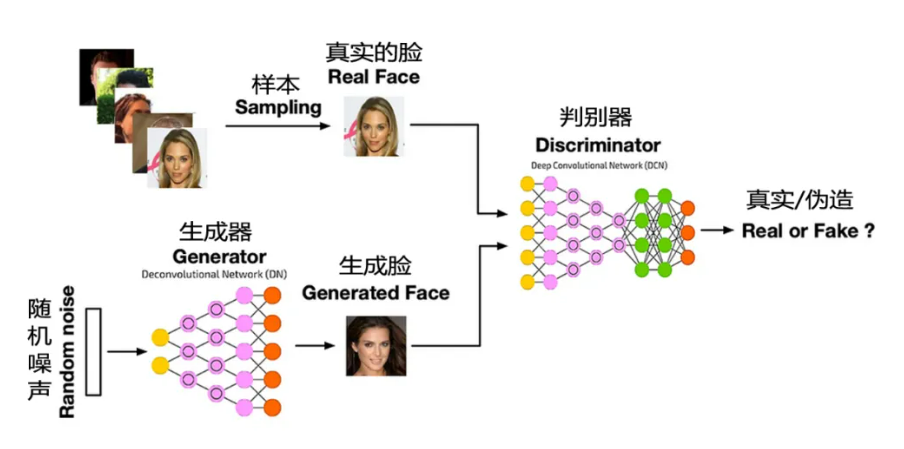 真实的脸
Real Face
样本
Sampling
判别器
Discriminator
Deep Convolutional Network (DCN)
真实/伪造
Real or Fake ?
生成器
Generator
Deconvolutional Network (DN)
生成脸
Generated Face
随机噪声
Random noise